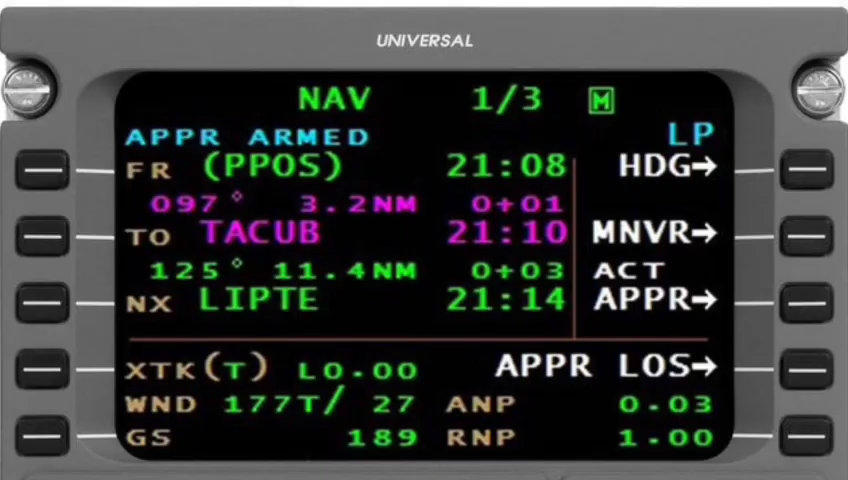 UNIVERSAL
NAV 1/3 M
APPR ARMED LP
FR (PPOS) 21:08 HDG→
097° 3.2NM 0+01
TO TACUB 21:10 MNVR→
125° 11.4NM 0+03 ACT
NX LIPTE 21:14 APPR→
XTK(T) L0.00 APPR LOS→
WND 177T/ 27 ANP 0.03
GS 189 RNP 1.00